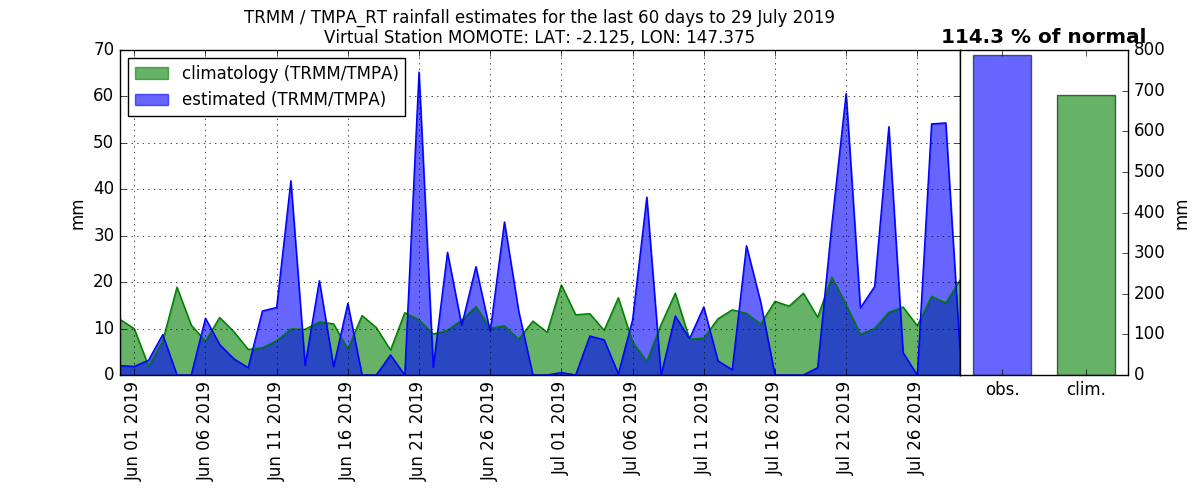 TRMM / TMPA_RT rainfall estimates for the last 60 days to 29 July 2019
Virtual Station MOMOTE: LAT: -2.125, LON: 147.375
114.3 % of normal
climatology (TRMM/TMPA)
estimated (TRMM/TMPA)
mm
70
60
50
40
30
20
10
0
Jun 01 2019
Jun 06 2019
Jun 11 2019
Jun 16 2019
Jun 21 2019
Jun 26 2019
Jul 01 2019
Jul 06 2019
Jul 11 2019
Jul 16 2019
Jul 21 2019
Jul 26 2019
obs.
clim.
800
700
600
500
400
300
200
100
0
mm